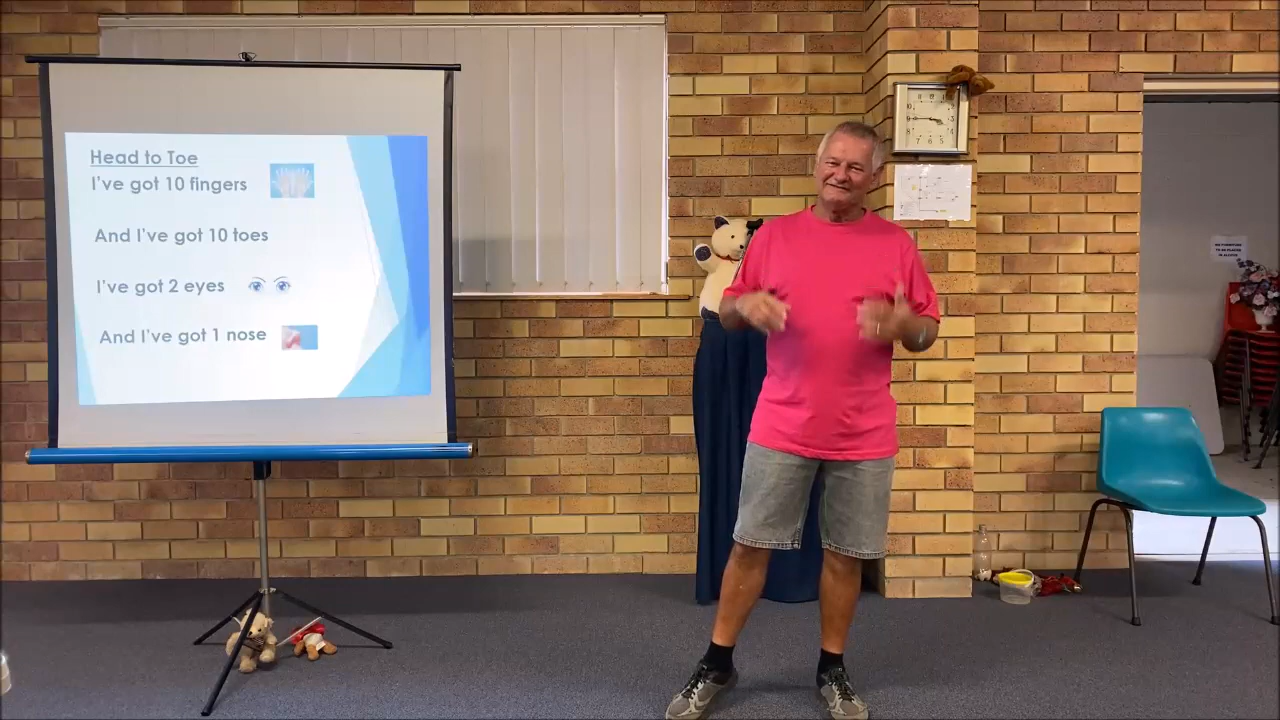 Head to Toe
I've got 10 fingers
And I've got 10 toes
I've got 2 eyes
And I've got 1 nose